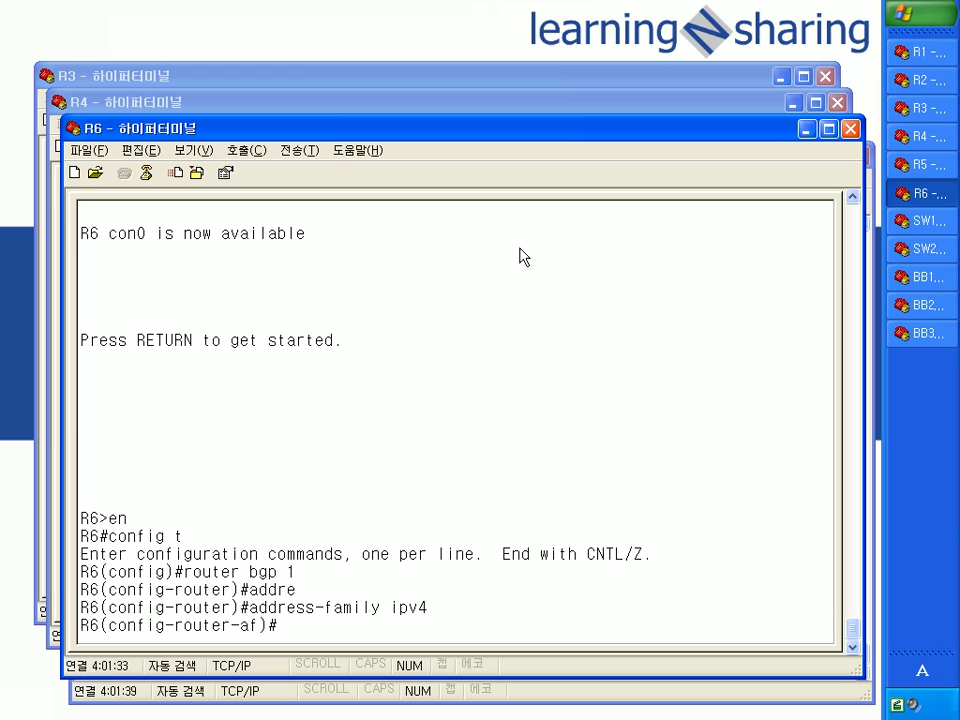 learning N sharing
R3 - 하이퍼터미널
R4 - 하이퍼터미널
R6 - 하이퍼터미널
파일(F) 편집(E) 보기(V) 호출(C) 전송(T) 도움말(H)
R6 con0 is now available
Press RETURN to get started.
R6>en
R6#config t
Enter configuration commands, one per line.  End with CNTL/Z.
R6(config)#router bgp 1
R6(config-router)#addre
R6(config-router)#address-family ipv4
R6(config-router-af)#
연결 4:01:33 자동 검색 TCP/IP SCROLL CAPS NUM 캡 에코
연결 4:01:39 자동 검색 TCP/IP SCROLL CAPS NUM 캡 에코
R1 -...
R2 -...
R3 -...
R4 -...
R5 -...
R6 -...
SW1...
SW2...
BB1...
BB2...
BB3...
A